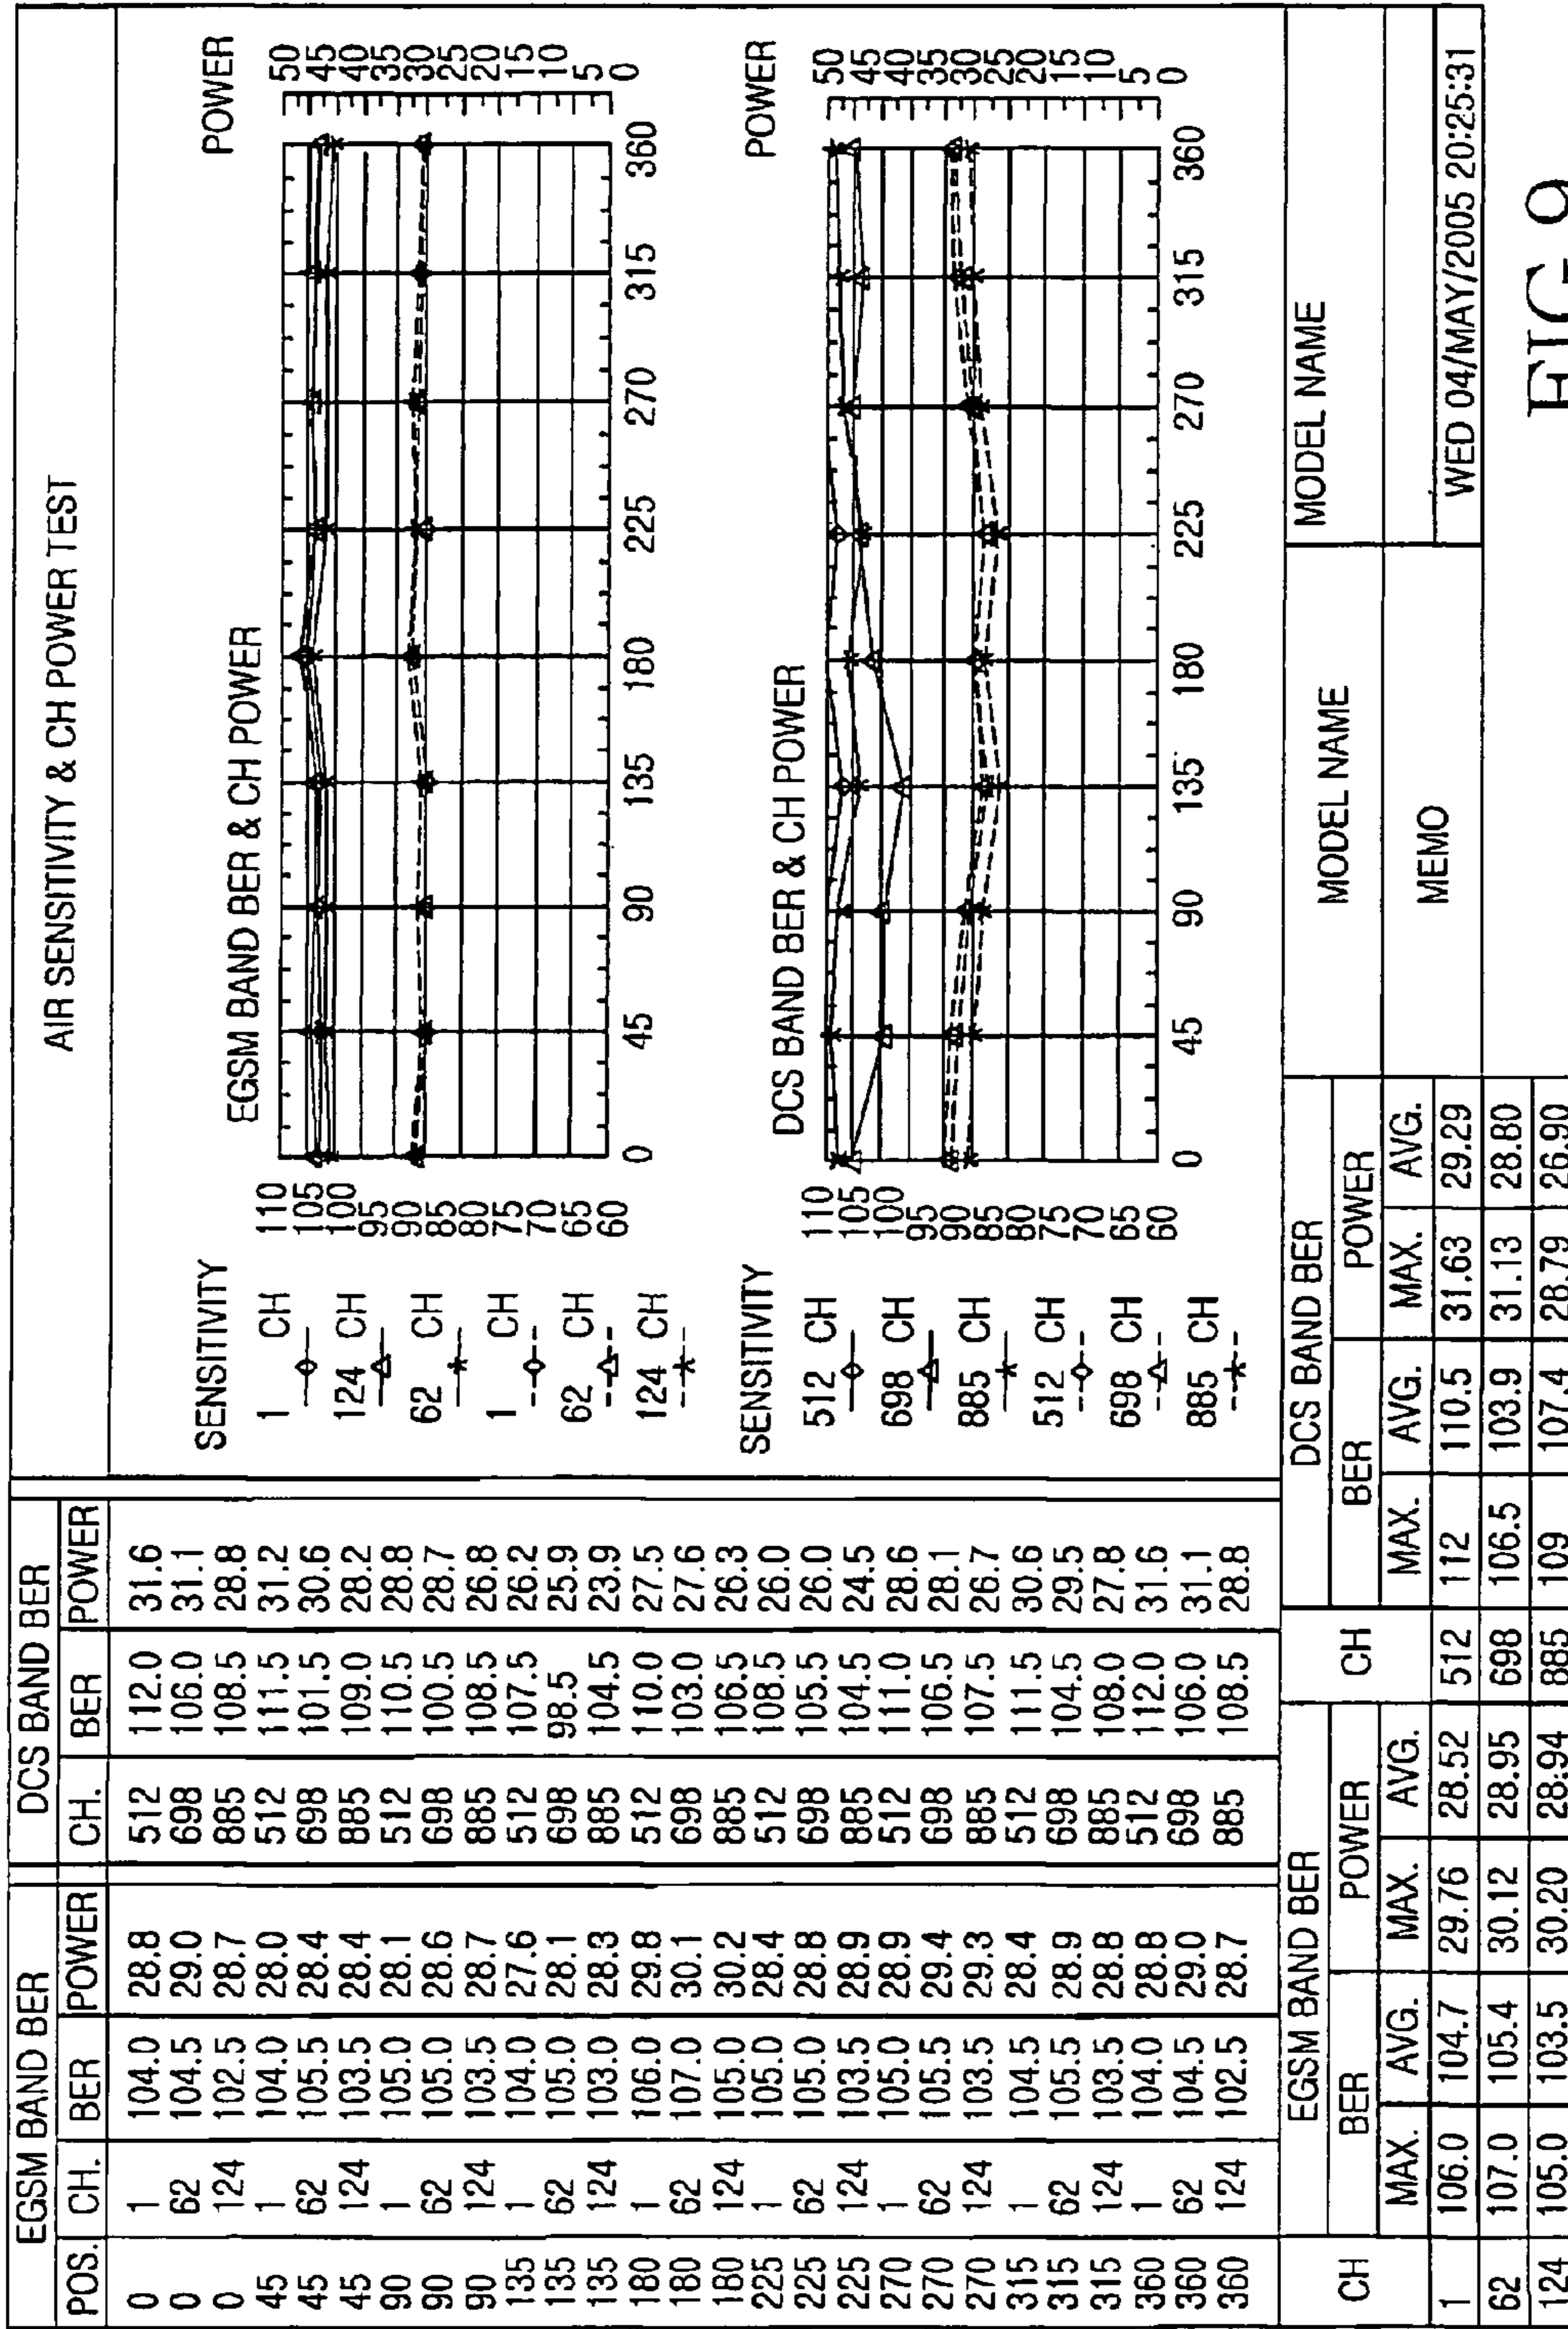 AIR SENSITIVITY & CH POWER TEST
EGSM BAND BER DCS BAND BER
POS. CH. BER POWER CH. BER POWER
0 1 104.0 28.8 512 112.0 31.6
0 62 104.5 29.0 698 106.0 31.1
0 124 102.5 28.7 885 108.5 28.8
45 1 104.0 28.0 512 111.5 31.2
45 62 105.5 28.4 698 101.5 30.6
45 124 103.5 28.4 885 109.0 28.2
90 1 105.0 28.1 512 110.5 28.8
90 62 105.0 28.6 698 100.5 28.7
90 124 103.5 28.7 885 108.5 26.8
135 1 104.0 27.6 512 107.5 26.2
135 62 105.0 28.1 698 98.5 25.9
135 124 103.0 28.3 885 104.5 23.9
180 1 106.0 29.8 512 110.0 27.5
180 62 107.0 30.1 698 103.0 27.6
180 124 105.0 30.2 885 106.5 26.3
225 1 105.0 28.4 512 108.5 26.0
225 62 105.0 28.8 698 105.5 26.0
225 124 103.5 28.9 885 104.5 24.5
270 1 105.0 28.9 512 111.0 28.6
270 62 105.5 29.4 698 106.5 28.1
270 124 103.5 29.3 885 107.5 26.7
315 1 104.5 28.4 512 111.5 30.6
315 62 105.5 28.9 698 104.5 29.5
315 124 103.5 28.8 885 108.0 27.8
360 1 104.0 28.8 512 112.0 31.6
360 62 104.5 29.0 698 106.0 31.1
360 124 102.5 28.7 885 108.5 28.8
EGSM BAND BER & CH POWER
SENSITIVITY
POWER
1 CH
124 CH
62 CH
1 CH
62 CH
124 CH
110 105 100 95 90 85 80 75 70 65 60
50 45 40 35 30 25 20 15 10 5 0
0 45 90 135 180 225 270 315 360
DCS BAND BER & CH POWER
SENSITIVITY
POWER
512 CH
698 CH
885 CH
512 CH
698 CH
885 CH
110 105 100 95 90 85 80 75 70 65 60
50 45 40 35 30 25 20 15 10 5 0
0 45 90 135 180 225 270 315 360
CH EGSM BAND BER CH DCS BAND BER MODEL NAME MODEL NAME
BER POWER BER POWER
MAX. AVG. MAX. AVG. MAX. AVG. MAX. AVG. MEMO
1 106.0 104.7 29.76 28.52 512 112 110.5 31.63 29.29 WED 04/MAY/2005 20:25:31
62 107.0 105.4 30.12 28.95 698 106.5 103.9 31.13 28.80
124 105.0 103.5 30.20 28.94 885 109 107.4 28.79 26.90
FIG 9